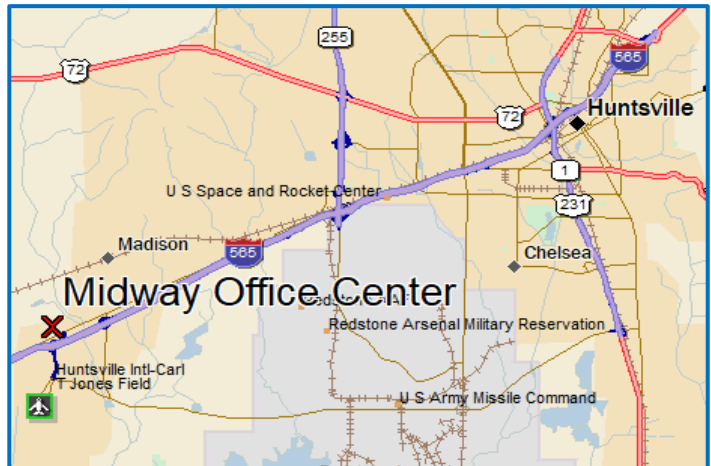 255
565
72
72
Huntsville
1
U S Space and Rocket Center
231
Madison
565
Chelsea
Midway Office Center
Redstone Arsenal Military Reservation
Huntsville Intl-Carl
T Jones Field
U S Army Missile Command